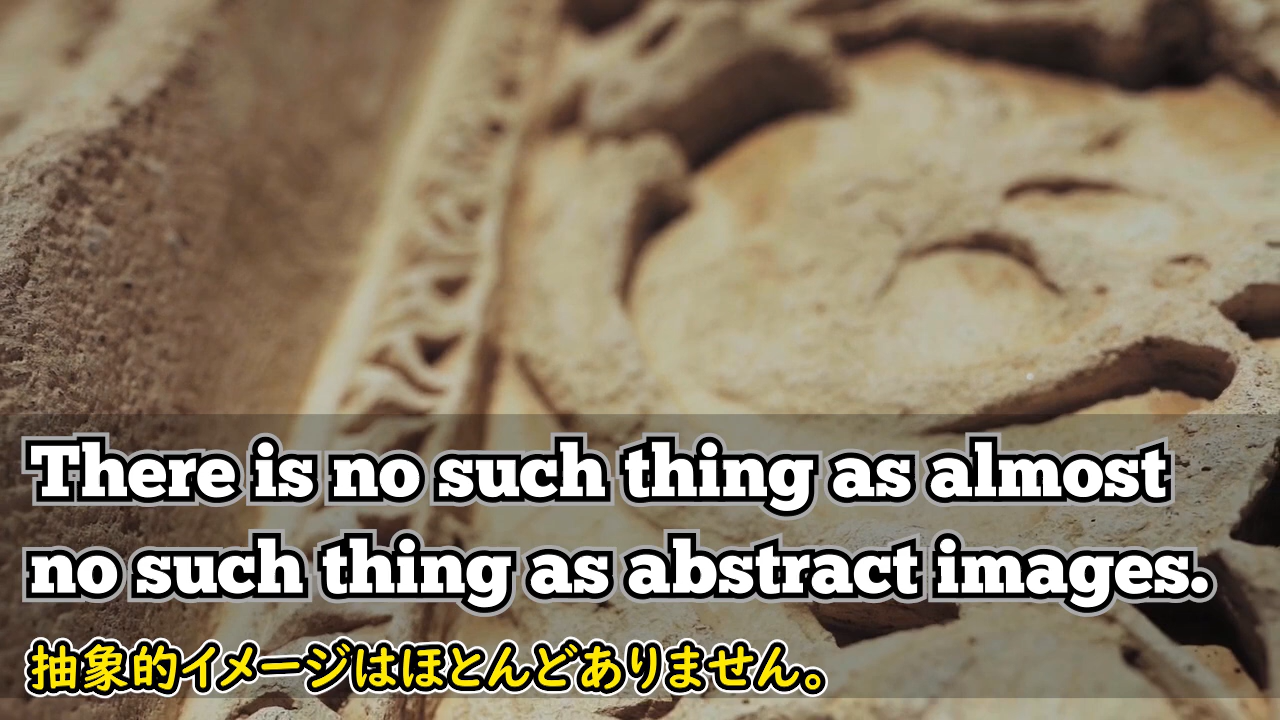 There is no such thing as almost
no such thing as abstract images.
抽象的イメージはほとんどありません。